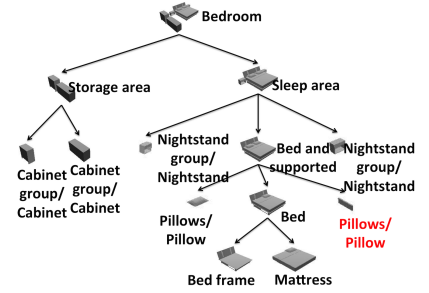 Bedroom
Storage area
Sleep area
Cabinet
group/
Cabinet
Cabinet
group/
Cabinet
Nightstand
group/
Nightstand
Bed and
supported
Nightstand
group/
Nightstand
Pillows/
Pillow
Bed
Pillows/
Pillow
Bed frame
Mattress